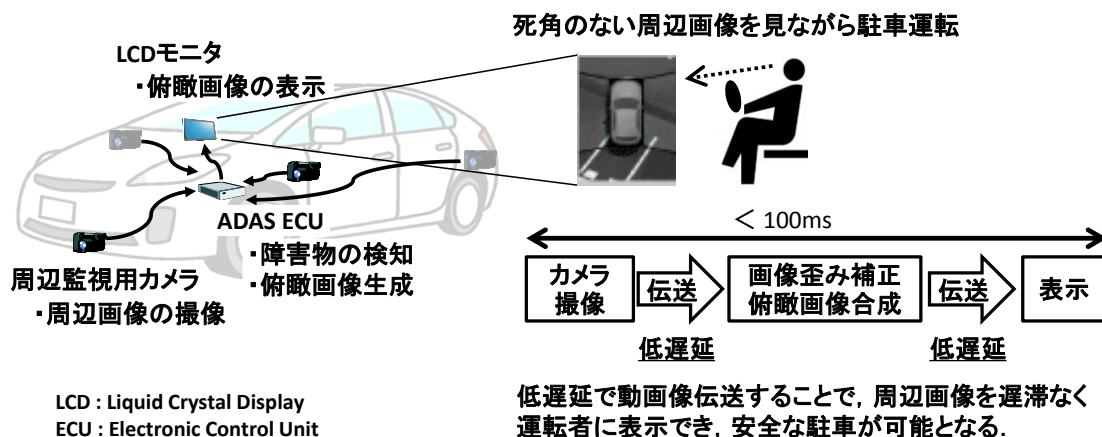 死角のない周辺画像を見ながら駐車運転
LCDモニタ
・俯瞰画像の表示
ADAS ECU
・障害物の検知
・俯瞰画像生成
周辺監視用カメラ
・周辺画像の撮像
＜ 100ms
カメラ
撮像
伝送
画像歪み補正
俯瞰画像合成
伝送
表示
低遅延
低遅延
LCD : Liquid Crystal Display
ECU : Electronic Control Unit
低遅延で動画像伝送することで，周辺画像を遅滞なく
運転者に表示でき，安全な駐車が可能となる．